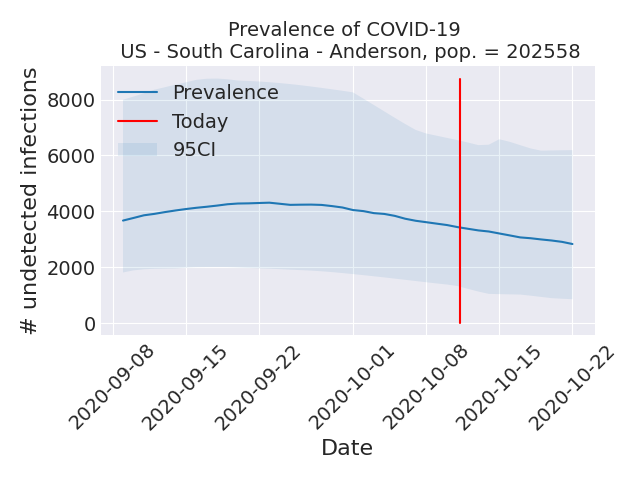 Prevalence of COVID-19
US - South Carolina - Anderson, pop. = 202558
# undetected infections
8000
6000
4000
2000
0
Prevalence
Today
95CI
2020-09-08
2020-09-15
2020-09-22
2020-10-01
2020-10-08
2020-10-15
2020-10-22
Date